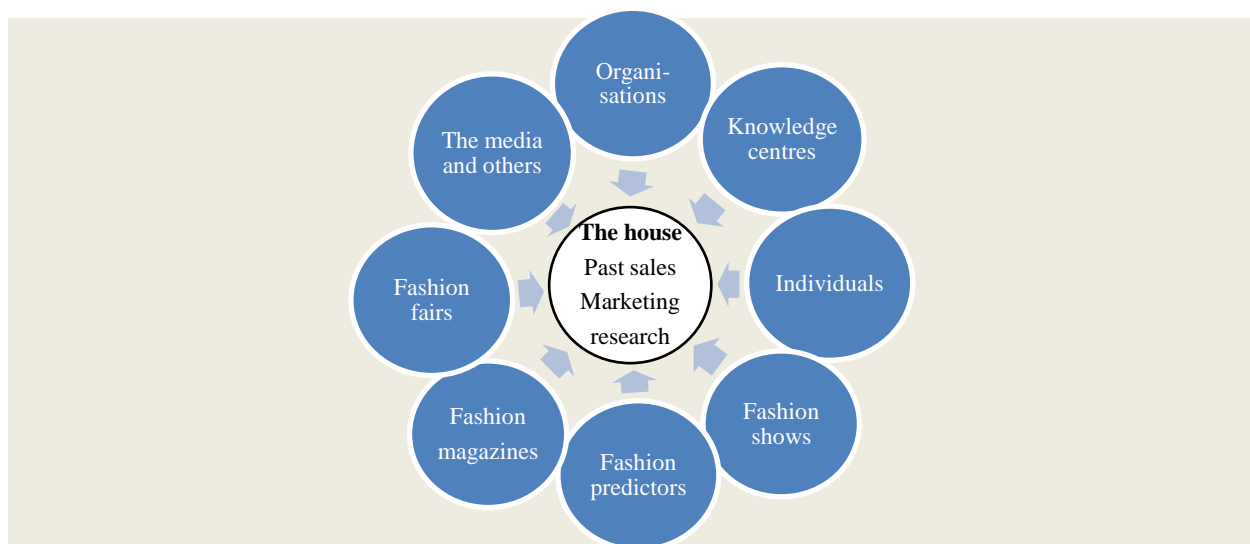 Organi-
sations
Knowledge
centres
Individuals
Fashion
shows
Fashion
predictors
Fashion
magazines
Fashion
fairs
The media
and others
The house
Past sales
Marketing
research